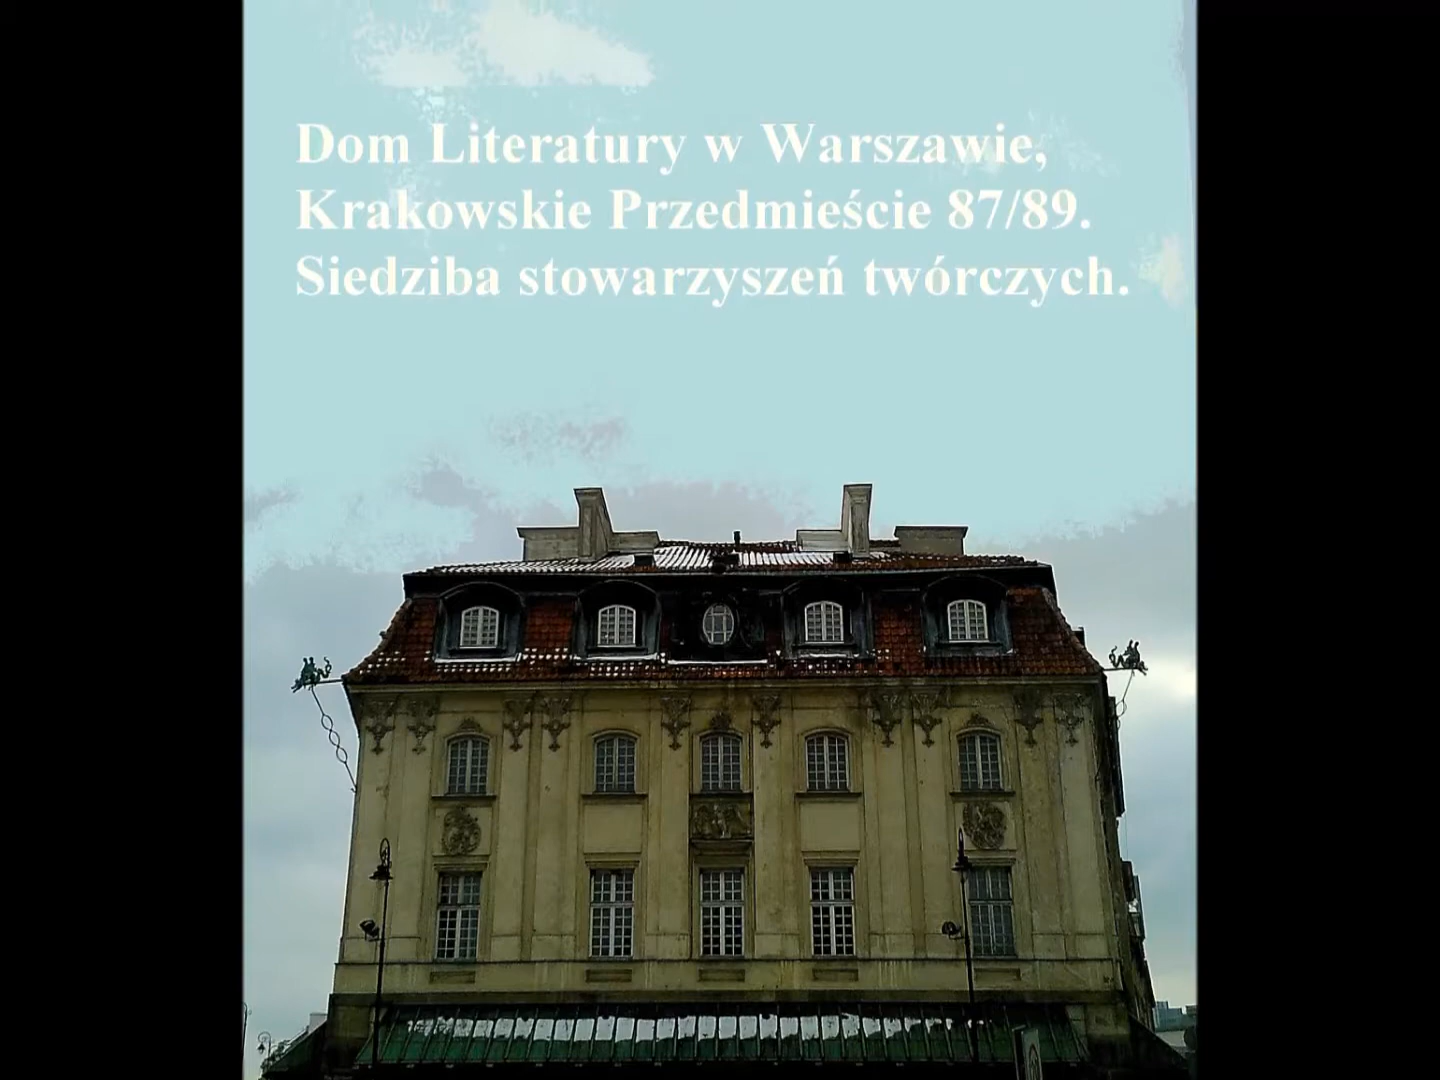 Dom Literatury w Warszawie,
Krakowskie Przedmieście 87/89.
Siedziba stowarzyszeń twórczych.